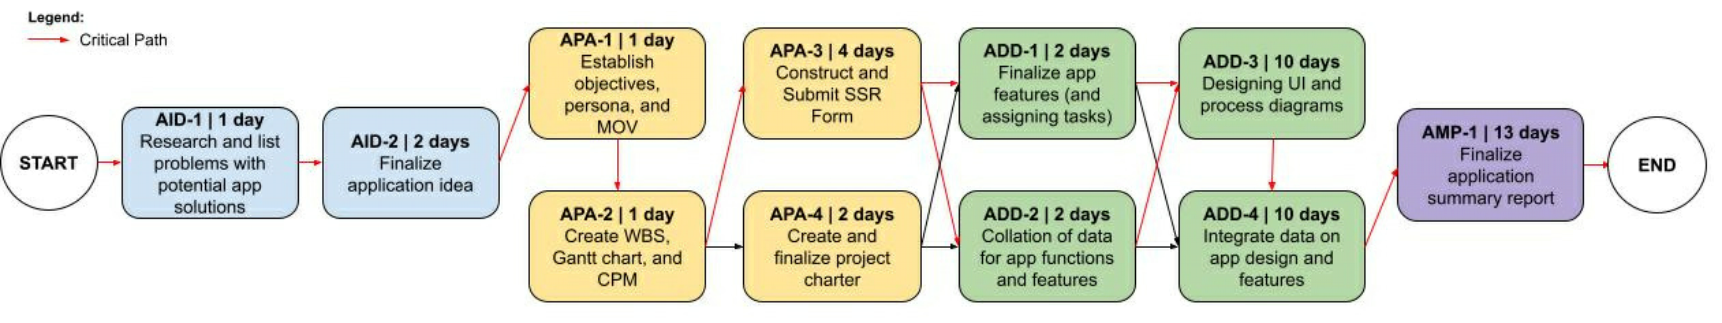 Legend:
Critical Path
START
AID-1 | 1 day
Research and list
problems with
potential app
solutions
AID-2 | 2 days
Finalize
application idea
APA-1 | 1 day
Establish
objectives,
persona, and
MOV
APA-2 | 1 day
Create WBS,
Gantt chart, and
CPM
APA-3 | 4 days
Construct and
Submit SSR
Form
APA-4 | 2 days
Create and
finalize project
charter
ADD-1 | 2 days
Finalize app
features (and
assigning tasks)
ADD-2 | 2 days
Collation of data
for app functions
and features
ADD-3 | 10 days
Designing UI and
process diagrams
ADD-4 | 10 days
Integrate data on
app design and
features
AMP-1 | 13 days
Finalize
application
summary report
END